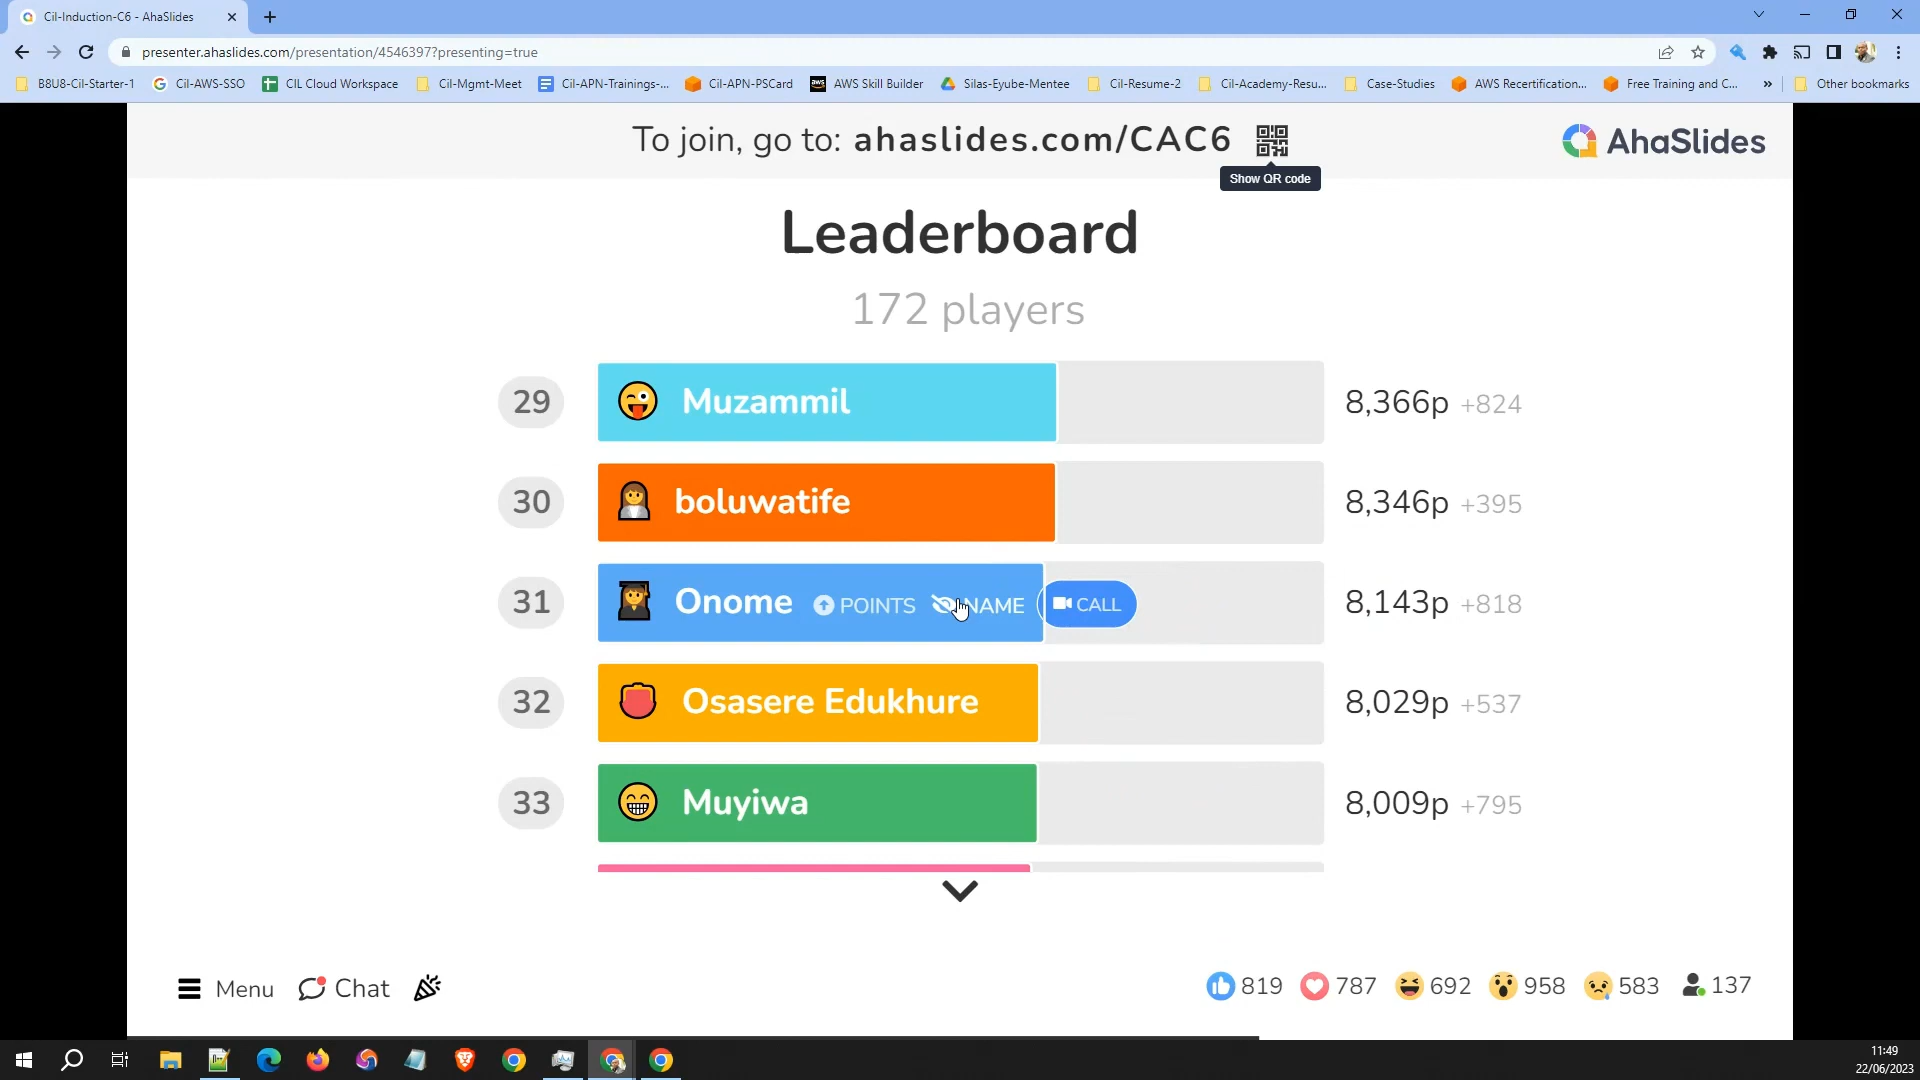 Cil-Induction-C6 - AhaSlides
presenter.ahaslides.com/presentation/4546397?presenting=true
B8U8-Cil-Starter-1 Cil-AWS-SSO CIL Cloud Workspace Cil-Mgmt-Meet Cil-APN-Trainings-... Cil-APN-PSCard AWS Skill Builder Silas-Eyube-Mentee Cil-Resume-2 Cil-Academy-Resu... Case-Studies AWS Recertification... Free Training and C... » Other bookmarks
To join, go to: ahaslides.com/CAC6
AhaSlides
Show QR code
Leaderboard
172 players
29 Muzammil 8,366p +824
30 boluwatife 8,346p +395
31 Onome POINTS NAME CALL 8,143p +818
32 Osasere Edukhure 8,029p +537
33 Muyiwa 8,009p +795
Menu Chat 819 787 692 958 583 137
11:49
22/06/2023